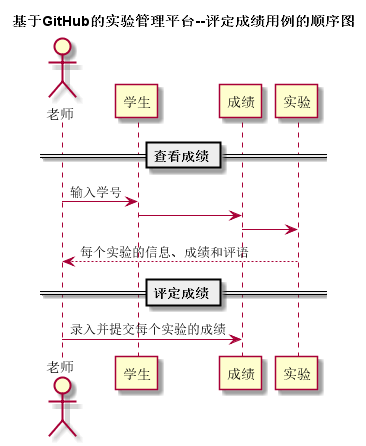 基于GitHub的实验管理平台--评定成绩用例的顺序图
老师
学生
成绩
实验
查看成绩
输入学号
每个实验的信息、成绩和评语
评定成绩
录入并提交每个实验的成绩
老师
学生
成绩
实验